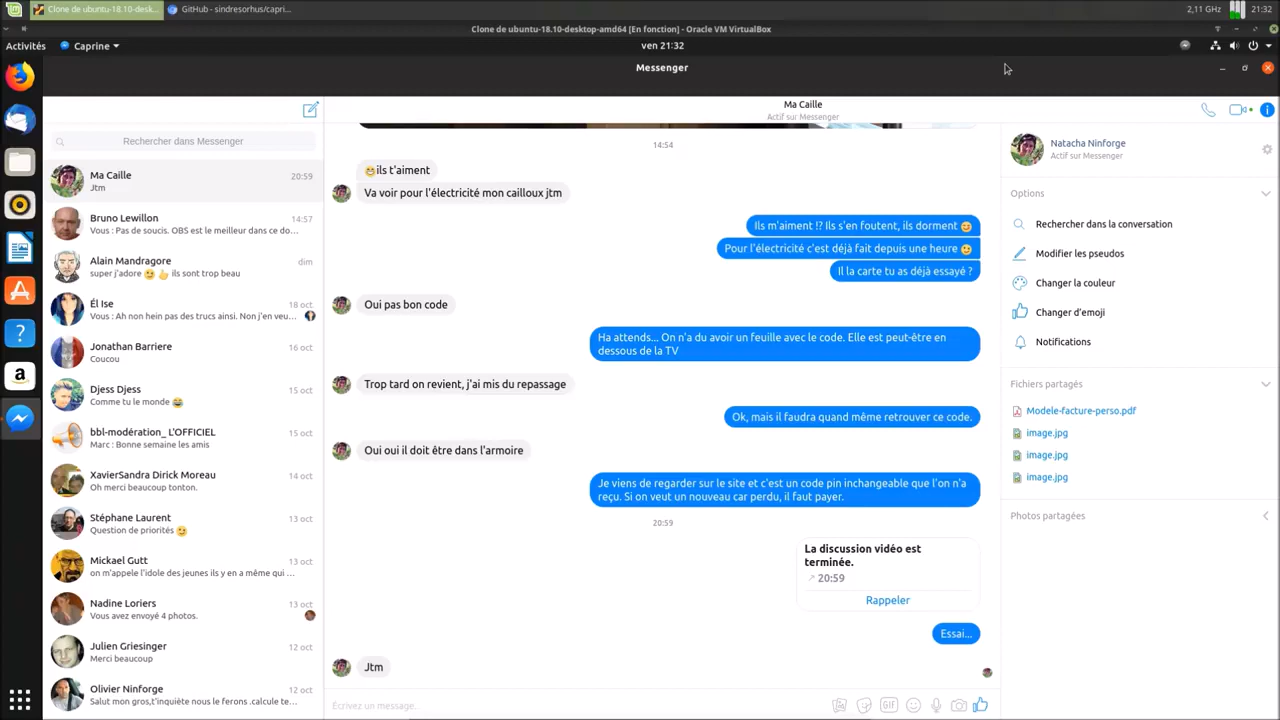 Clone de ubuntu-18.10-desk...
GitHub - sindresorhus/capri...
2,11 GHz
21:32
Clone de ubuntu-18.10-desktop-amd64 [En fonction] - Oracle VM VirtualBox
Activités
Caprine
ven 21:32
Messenger
Rechercher dans Messenger
Ma Caille
20:59
Jtm
Bruno Lewillon
14:57
Vous : Pas de soucis. OBS est le meilleur dans ce do...
Alain Mandragore
dim
super j'adore 😉 👍 ils sont trop beau
Él Ise
18 oct
Vous : Ah non hein pas des trucs ainsi. Non j'en veu...
Jonathan Barriere
16 oct
Coucou
Djess Djess
15 oct
Comme tu le monde 😂
bbl-modération_ L'OFFICIEL
15 oct
Marc : Bonne semaine les amis
XavierSandra Dirick Moreau
14 oct
Oh merci beaucoup tonton.
Stéphane Laurent
13 oct
Question de priorités 😉
Mickael Gutt
13 oct
on m'appele l'idole des jeunes ils y en a même qui ...
Nadine Loriers
13 oct
Vous avez envoyé 4 photos.
Julien Griesinger
12 oct
Merci beaucoup
Olivier Ninforge
12 oct
Salut mon gros,t'inquiète nous le ferons .calcule te...
Ma Caille
Actif sur Messenger
14:54
😁ils t'aiment
Va voir pour l'électricité mon cailloux jtm
Ils m'aiment !? Ils s'en foutent, ils dorment 😊
Pour l'électricité c'est déjà fait depuis une heure 😊
Il la carte tu as déjà essayé ?
Oui pas bon code
Ha attends... On n'a du avoir un feuille avec le code. Elle est peut-être en
dessous de la TV
Trop tard on revient, j'ai mis du repassage
Ok, mais il faudra quand même retrouver ce code.
Oui oui il doit être dans l'armoire
Je viens de regarder sur le site et c'est un code pin inchangeable que l'on n'a
reçu. Si on veut un nouveau car perdu, il faut payer.
20:59
La discussion vidéo est
terminée.
20:59
Rappeler
Essai...
Jtm
Écrivez un message...
GIF
Natacha Ninforge
Actif sur Messenger
Options
Rechercher dans la conversation
Modifier les pseudos
Changer la couleur
Changer d'emoji
Notifications
Fichiers partagés
Modele-facture-perso.pdf
image.jpg
image.jpg
image.jpg
Photos partagées